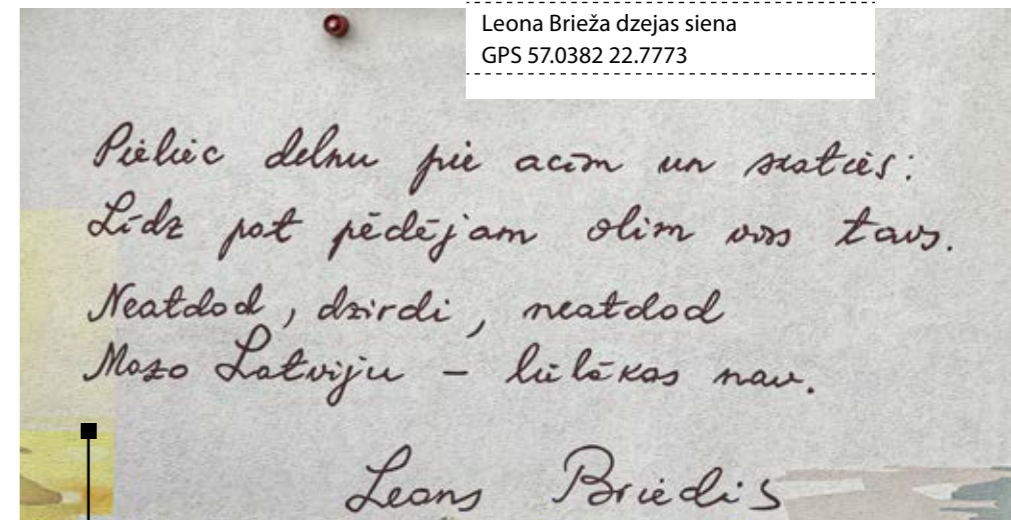 Leona Brieža dzejas siena
GPS 57.0382 22.7773
Pieliec delnu pie acīm un skaties:
Līdz pat pēdējam olim viss tavs.
Neatdod, dzirdi, neatdod
Mazo Latviju – lielākas nav.
Leons Briedis